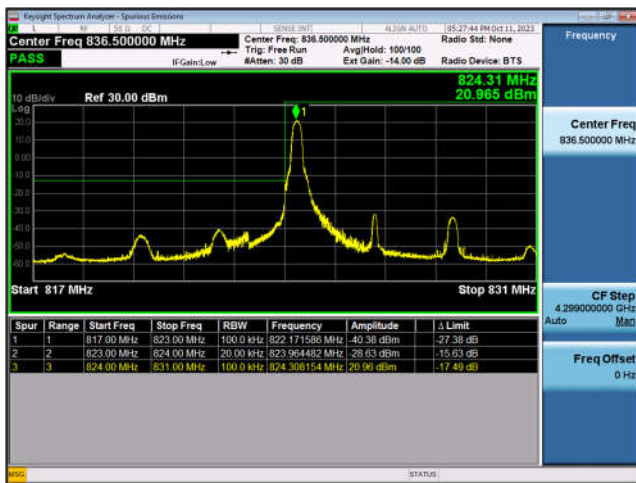 Keysight Spectrum Analyzer - Spurious Emissions
L RF 50 Ω DC SENSE:INT ALIGN AUTO 05:27:44 PM Oct 11, 2023
Center Freq 836.500000 MHz
PASS
IFGain:Low
Center Freq: 836.500000 MHz
Trig: Free Run Avg|Hold: 100/100
#Atten: 30 dB Ext Gain: -14.00 dB
Radio Std: None
Radio Device: BTS
824.31 MHz
20.965 dBm
10 dB/div Ref 30.00 dBm
Log
20.0
10.0
0.00
-10.0
-20.0
-30.0
-40.0
-50.0
-60.0
1
Start 817 MHz Stop 831 MHz
Spur Range Start Freq Stop Freq RBW Frequency Amplitude Δ Limit
1 1 817.00 MHz 823.00 MHz 100.0 kHz 822.171586 MHz -40.38 dBm -27.38 dB
2 2 823.00 MHz 824.00 MHz 20.00 kHz 823.964482 MHz -28.63 dBm -15.63 dB
3 3 824.00 MHz 831.00 MHz 100.0 kHz 824.308154 MHz 20.96 dBm -17.49 dB
MSG STATUS
Frequency
Center Freq
836.500000 MHz
CF Step
4.299000000 GHz
Auto Man
Freq Offset
0 Hz